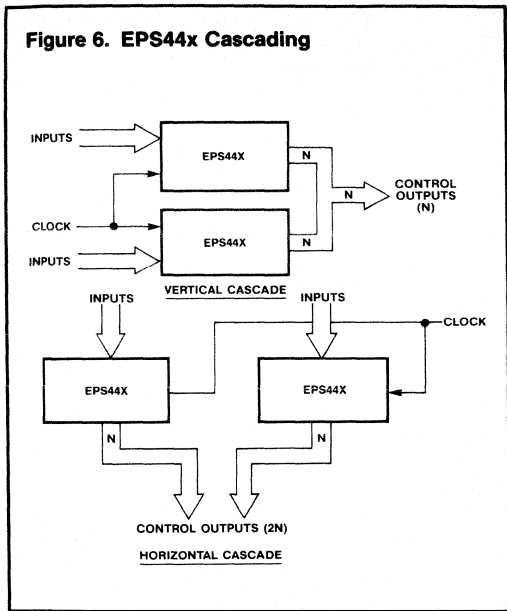 Figure 6. EPS44x Cascading
INPUTS
EPS44X
N
CLOCK
N
CONTROL
OUTPUTS
(N)
EPS44X
N
INPUTS
VERTICAL CASCADE
INPUTS
INPUTS
CLOCK
EPS44X
EPS44X
N
N
CONTROL OUTPUTS (2N)
HORIZONTAL CASCADE